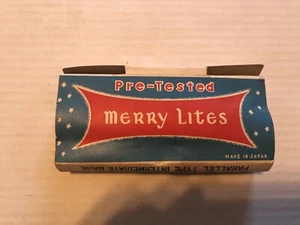 Pre-Tested
MERRY LITES
MADE IN JAPAN
PARALLEL TYPE INTERMEDIATE BASE